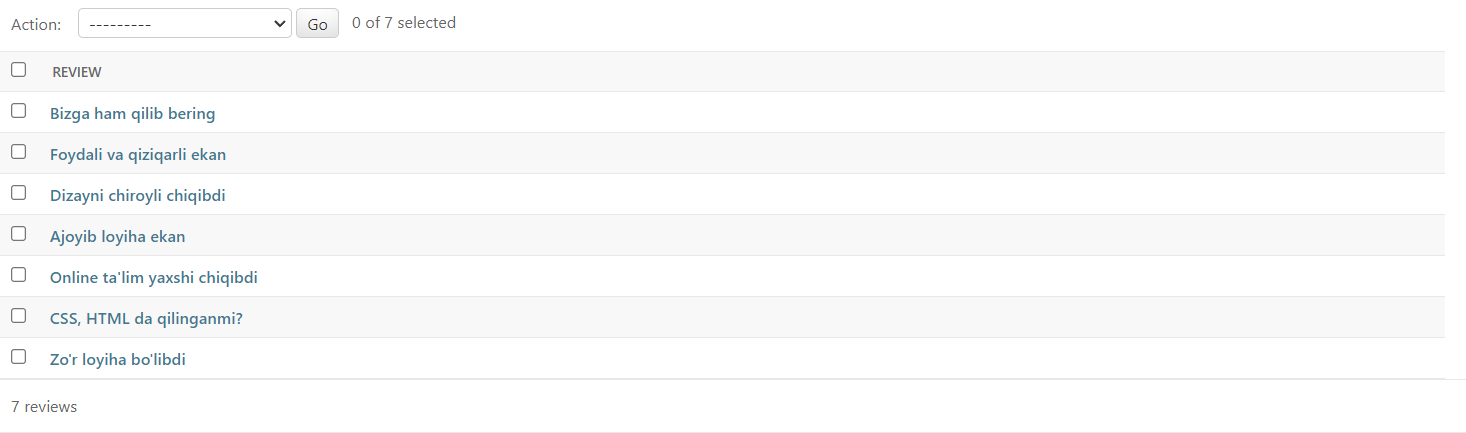 Action: --------- Go 0 of 7 selected
REVIEW
Bizga ham qilib bering
Foydali va qiziqarli ekan
Dizayni chiroyli chiqibdi
Ajoyib loyiha ekan
Online ta'lim yaxshi chiqibdi
CSS, HTML da qilinganmi?
Zo'r loyiha bo'libdi
7 reviews